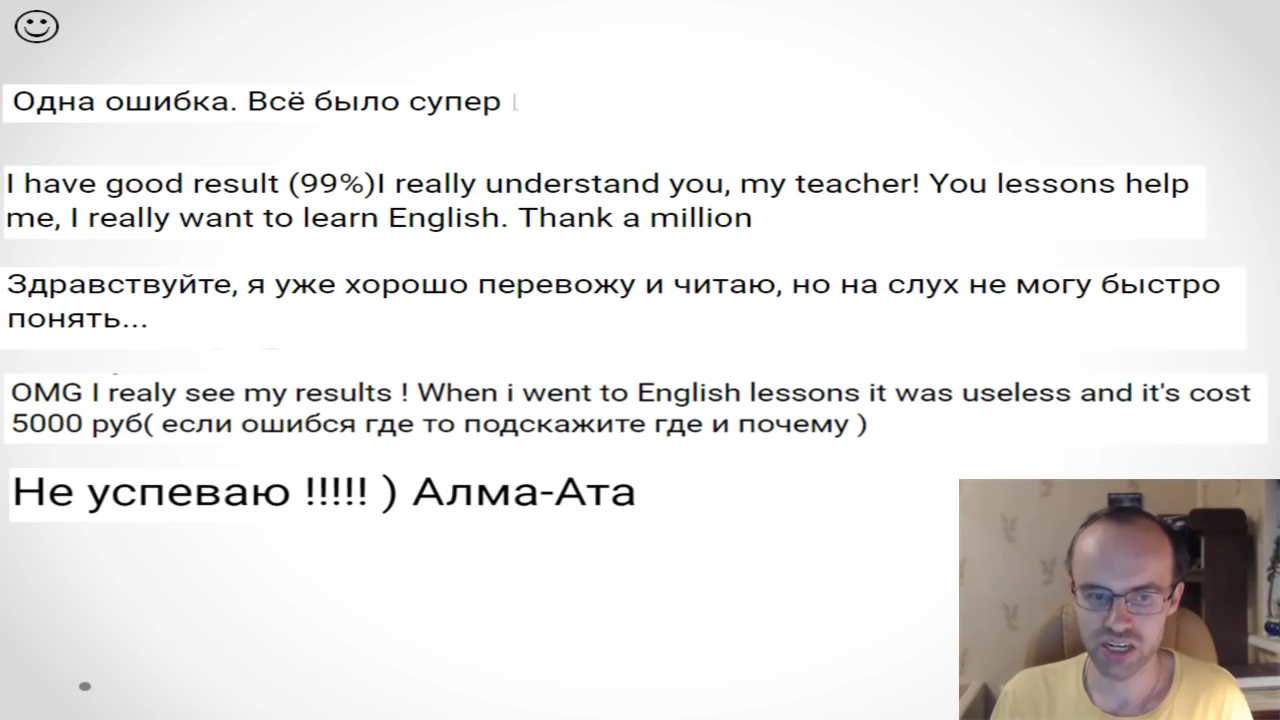 Одна ошибка. Всё было супер
I have good result (99%)I really understand you, my teacher! You lessons help
me, I really want to learn English. Thank a million
Здравствуйте, я уже хорошо перевожу и читаю, но на слух не могу быстро
понять...
OMG I realy see my results ! When i went to English lessons it was useless and it's cost
5000 руб( если ошибся где то подскажите где и почему )
Не успеваю !!!!! ) Алма-Ата